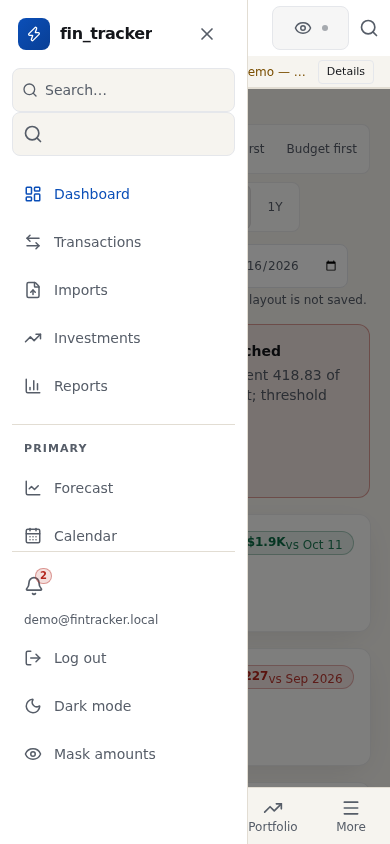 fin_tracker
Search...
Dashboard
Transactions
Imports
Investments
Reports
PRIMARY
Forecast
Calendar
2
demo@fintracker.local
Log out
Dark mode
Mask amounts
emo — ...
Details
rst
Budget first
1Y
16/2026
layout is not saved.
ched
ent 418.83 of
t; threshold
$1.9K vs Oct 11
227 vs Sep 2026
Portfolio
More